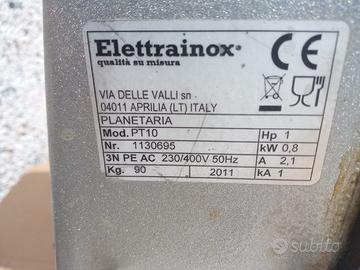 Elettrainox®
qualità su misura
CE
VIA DELLE VALLI sn
04011 APRILIA (LT) ITALY
PLANETARIA
Mod. PT10 Hp 1
Nr. 1130695 kW 0,8
3N PE AC 230/400V 50Hz A 2,1
Kg. 90 2011 kA 1
subito